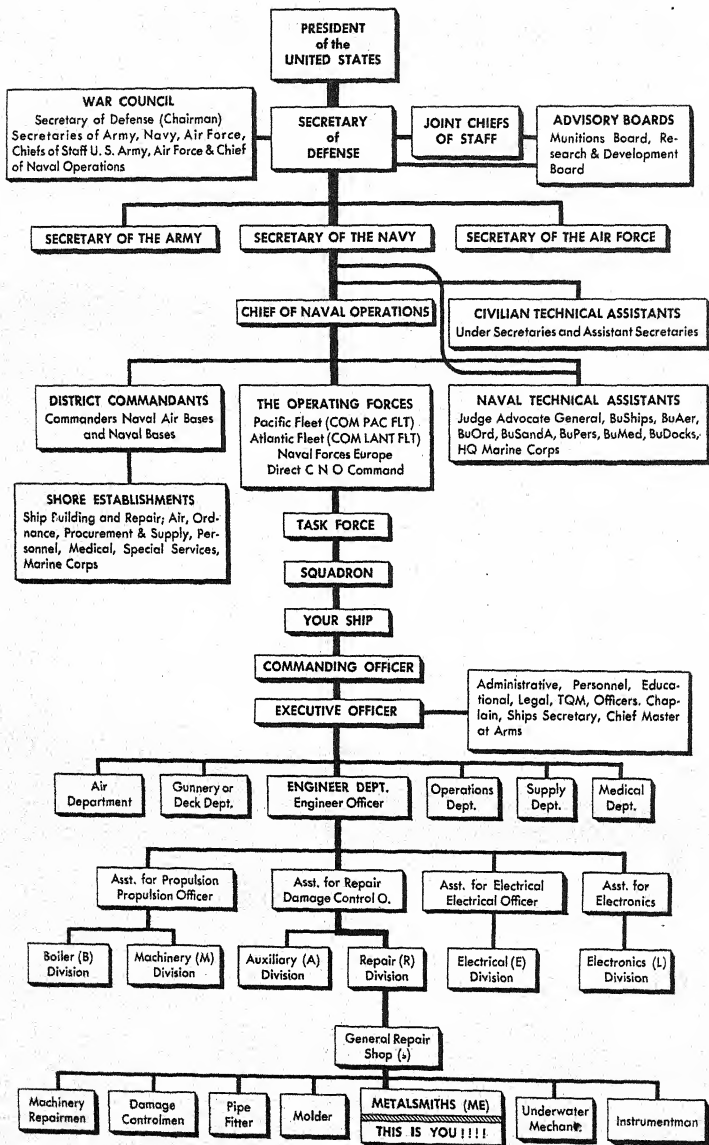 PRESIDENT
of the
UNITED STATES
WAR COUNCIL
Secretary of Defense (Chairman)
Secretaries of Army, Navy, Air Force,
Chiefs of Staff U. S. Army, Air Force & Chief
of Naval Operations
SECRETARY
of
DEFENSE
JOINT CHIEFS
OF STAFF
ADVISORY BOARDS
Munitions Board, Re-
search & Development
Board
SECRETARY OF THE ARMY
SECRETARY OF THE NAVY
SECRETARY OF THE AIR FORCE
CHIEF OF NAVAL OPERATIONS
CIVILIAN TECHNICAL ASSISTANTS
Under Secretaries and Assistant Secretaries
DISTRICT COMMANDANTS
Commanders Naval Air Bases
and Naval Bases
THE OPERATING FORCES
Pacific Fleet (COM PAC FLT)
Atlantic Fleet (COM LANT FLT)
Naval Forces Europe
Direct C N O Command
NAVAL TECHNICAL ASSISTANTS
Judge Advocate General, BuShips, BuAer,
BuOrd, BuSandA, BuPers, BuMed, BuDocks,
HQ Marine Corps
SHORE ESTABLISHMENTS
Ship Building and Repair; Air, Ord-
nance, Procurement & Supply, Per-
sonnel, Medical, Special Services,
Marine Corps
TASK FORCE
SQUADRON
YOUR SHIP
COMMANDING OFFICER
EXECUTIVE OFFICER
Administrative, Personnel, Educa-
tional, Legal, TQM, Officers. Chap-
lain, Ships Secretary, Chief Master
at Arms
Air
Department
Gunnery or
Deck Dept.
ENGINEER DEPT.
Engineer Officer
Operations
Dept.
Supply
Dept.
Medical
Dept.
Asst. for Propulsion
Propulsion Officer
Asst. for Repair
Damage Control O.
Asst. for Electrical
Electrical Officer
Asst. for
Electronics
Boiler (B)
Division
Machinery (M)
Division
Auxiliary (A)
Division
Repair (R)
Division
Electrical (E)
Division
Electronics (L)
Division
General Repair
Shop
Machinery
Repairmen
Damage
Controlmen
Pipe
Fitter
Molder
METALSMITHS (ME)
THIS IS YOU !!!!
Underwater
Mechanic
Instrumentman